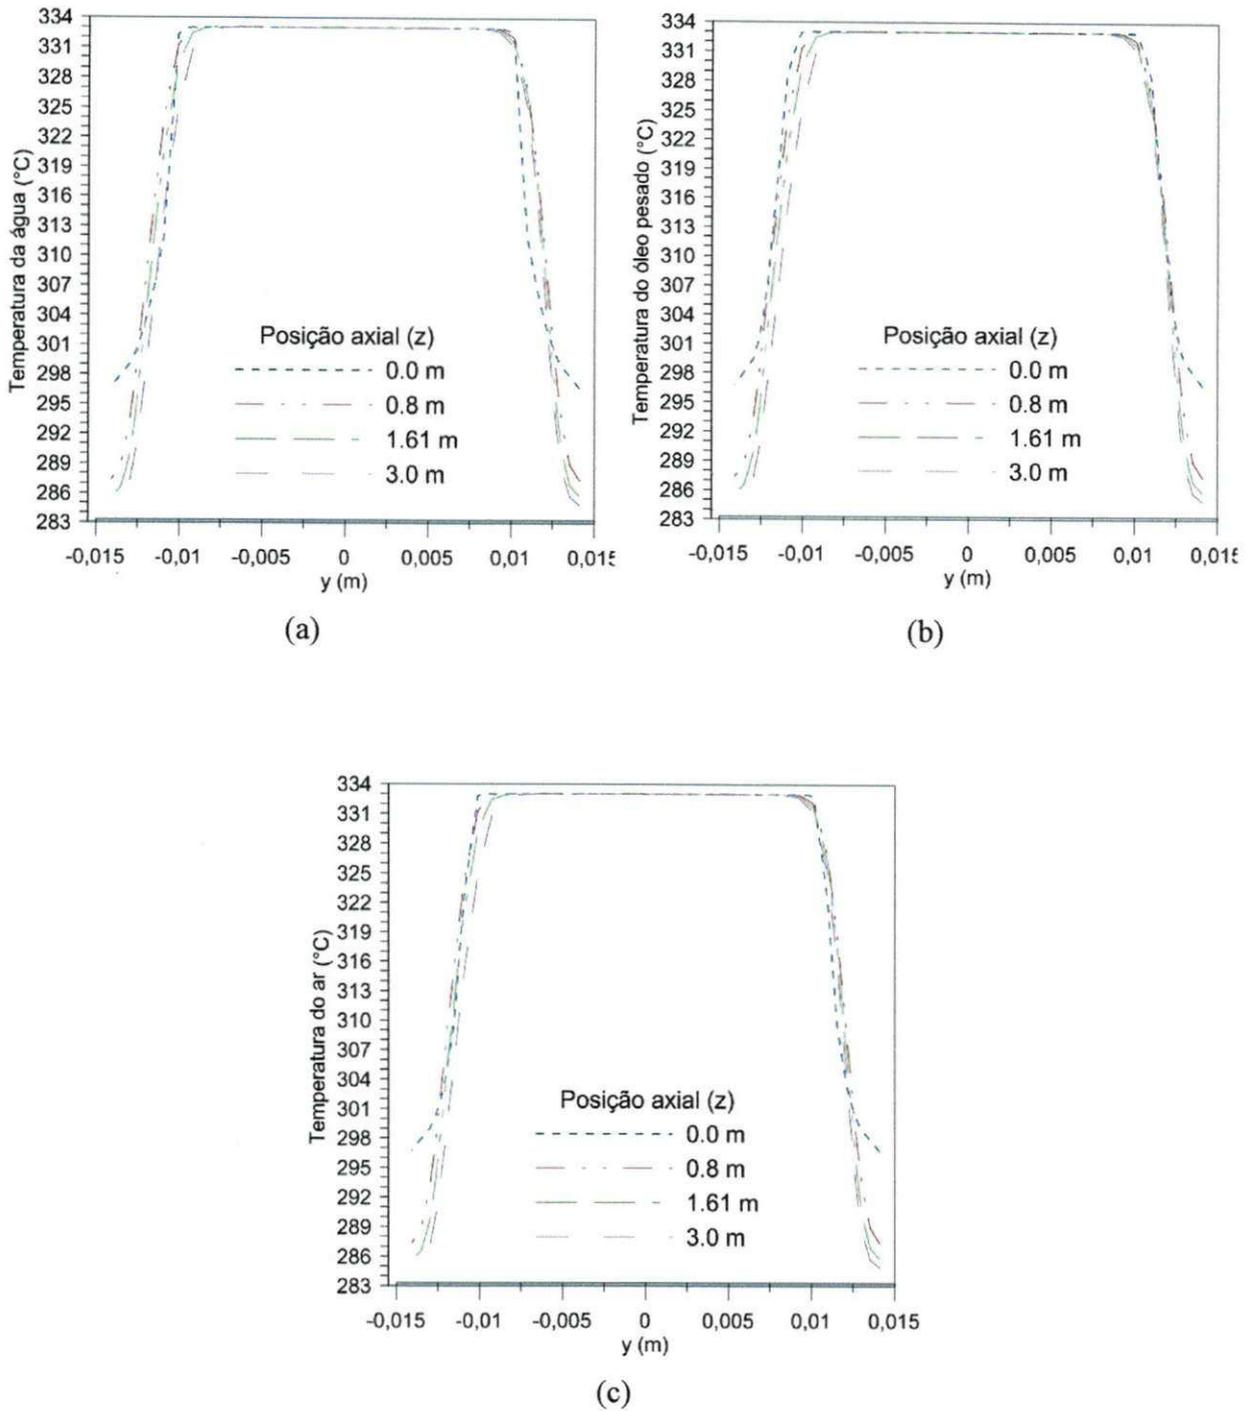 334
331
328
325
322
319
316
313
310
307
304
301
298
295
292
289
286
283
Temperatura da água (°C)
Posição axial (z)
0.0 m
0.8 m
1.61 m
3.0 m
-0,015 -0,01 -0,005 0 0,005 0,01 0,015
y (m)
(a)
334
331
328
325
322
319
316
313
310
307
304
301
298
295
292
289
286
283
Temperatura do óleo pesado (°C)
Posição axial (z)
0.0 m
0.8 m
1.61 m
3.0 m
-0,015 -0,01 -0,005 0 0,005 0,01 0,015
y (m)
(b)
334
331
328
325
322
319
316
313
310
307
304
301
298
295
292
289
286
283
Temperatura do ar (°C)
Posição axial (z)
0.0 m
0.8 m
1.61 m
3.0 m
-0,015 -0,01 -0,005 0 0,005 0,01 0,015
y (m)
(c)